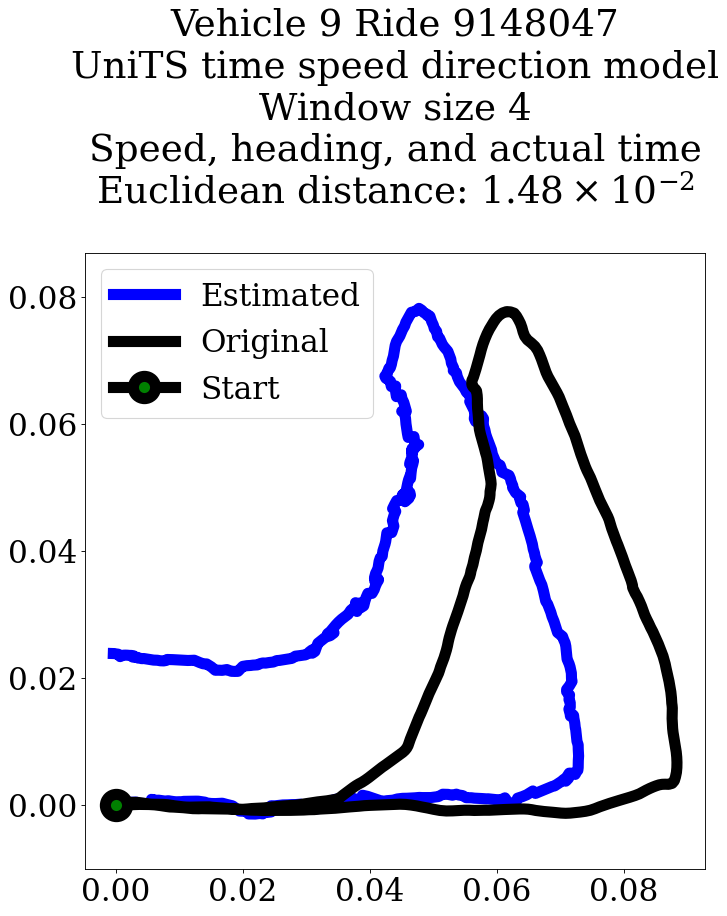 Vehicle 9 Ride 9148047
UniTS time speed direction model
Window size 4
Speed, heading, and actual time
Euclidean distance: 1.48 × 10⁻²
Estimated
Original
Start
0.08
0.06
0.04
0.02
0.00
0.00 0.02 0.04 0.06 0.08